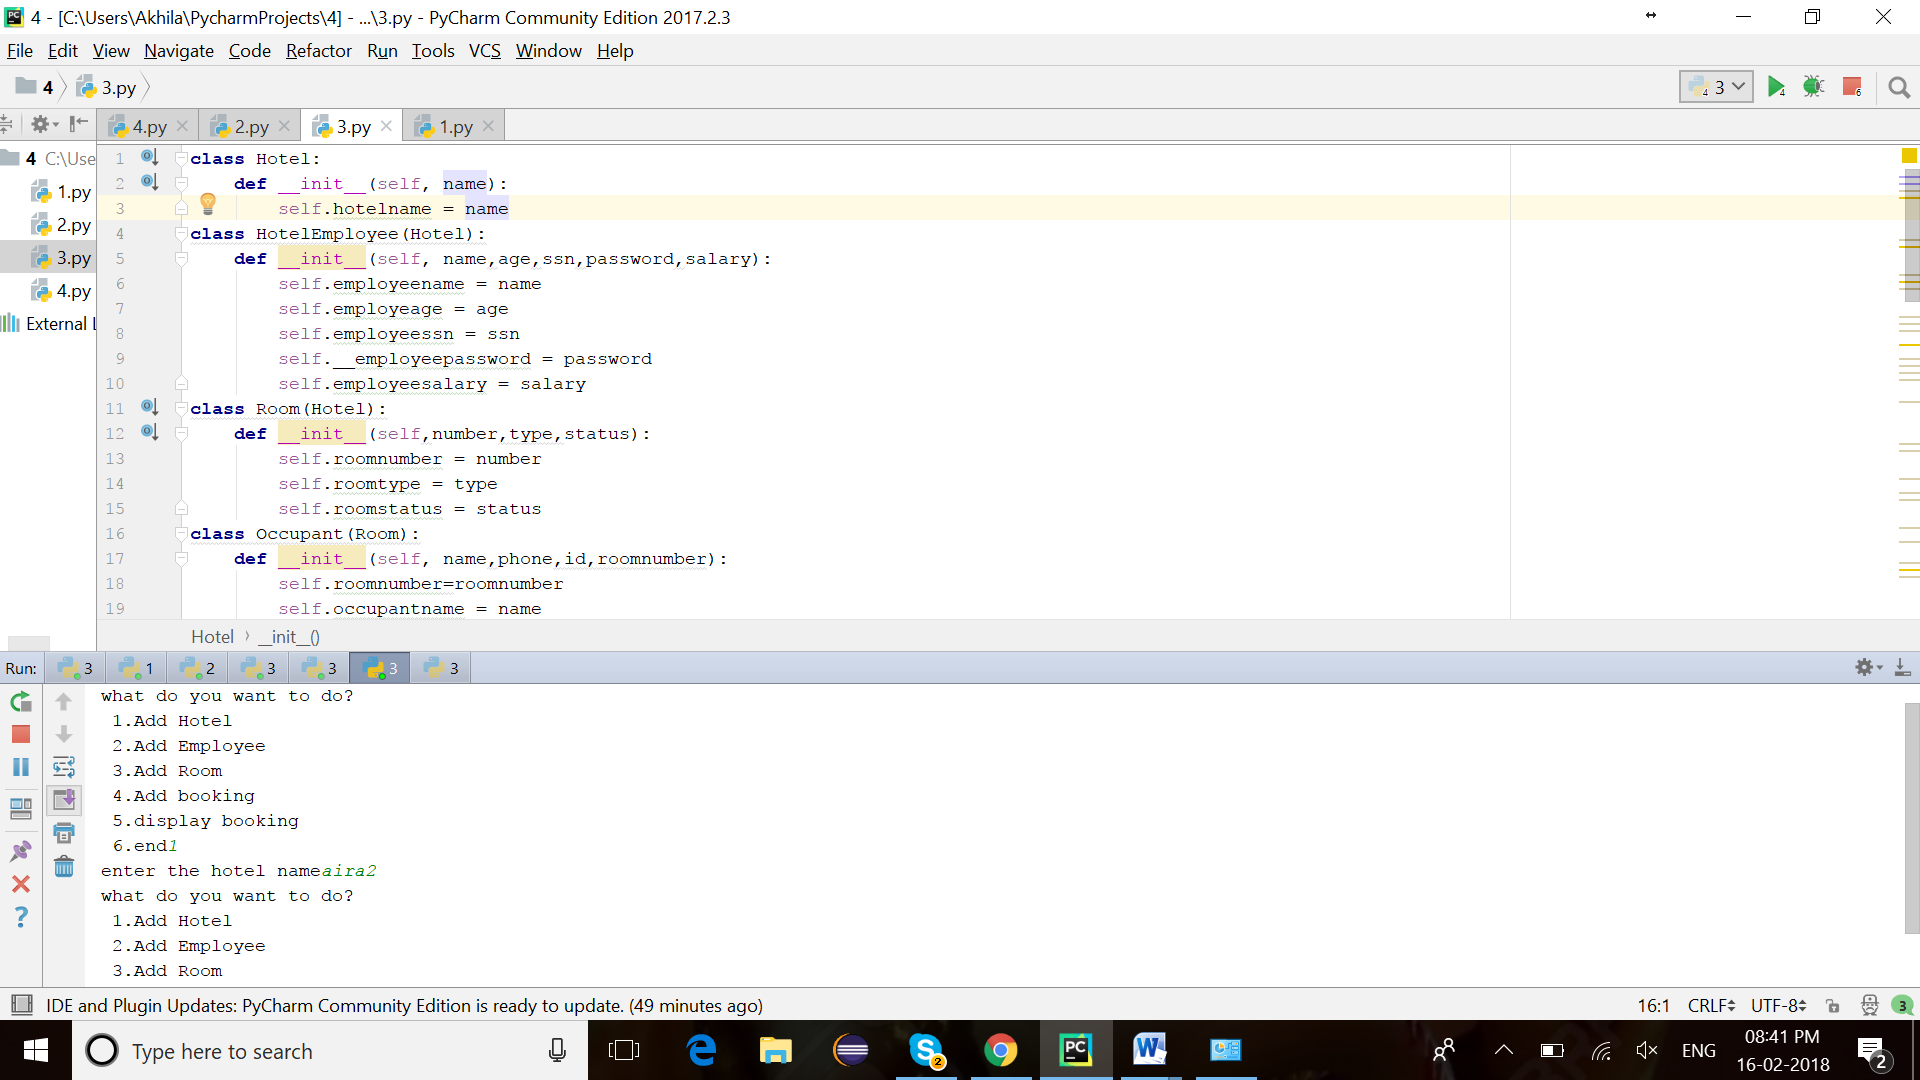 4 - [C:\Users\Akhila\PycharmProjects\4] - ...\3.py - PyCharm Community Edition 2017.2.3
File Edit View Navigate Code Refactor Run Tools VCS Window Help
4 3.py 3
4.py 2.py 3.py 1.py
4 C:\Use
1.py
2.py
3.py
4.py
External L
1 class Hotel:
2 def __init__(self, name):
3 self.hotelname = name
4 class HotelEmployee(Hotel):
5 def __init__(self, name,age,ssn,password,salary):
6 self.employeename = name
7 self.employeage = age
8 self.employeessn = ssn
9 self.__employeepassword = password
10 self.employeesalary = salary
11 class Room(Hotel):
12 def __init__(self,number,type,status):
13 self.roomnumber = number
14 self.roomtype = type
15 self.roomstatus = status
16 class Occupant(Room):
17 def __init__(self, name,phone,id,roomnumber):
18 self.roomnumber=roomnumber
19 self.occupantname = name
Hotel › __init__()
Run: 3 1 2 3 3 3 3
what do you want to do?
1.Add Hotel
2.Add Employee
3.Add Room
4.Add booking
5.display booking
6.end1
enter the hotel nameaira2
what do you want to do?
1.Add Hotel
2.Add Employee
3.Add Room
IDE and Plugin Updates: PyCharm Community Edition is ready to update. (49 minutes ago) 16:1 CRLF UTF-8 3
Type here to search ENG 08:41 PM
16-02-2018 2